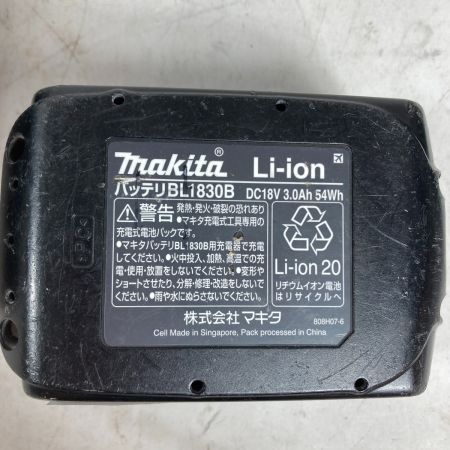 makita® Li-ion
バッテリBL1830B DC18V 3.0Ah 54Wh
警告 発熱・発火・破裂の恐れあり
●マキタ充電式工具専用の
充電式電池パックです。
●マキタバッテリBL1830B用充電器で充電
してください。●火中投入、加熱、高温での充
電・使用・放置をしないでください。●変形や
ショートさせたり、分解・修理・改造をしないで
ください。●雨や水にぬらさないでください。
Li-ion 20
リチウムイオン電池
はリサイクルへ
株式会社マキタ
808H07-6
Cell Made in Singapore, Pack processed in China